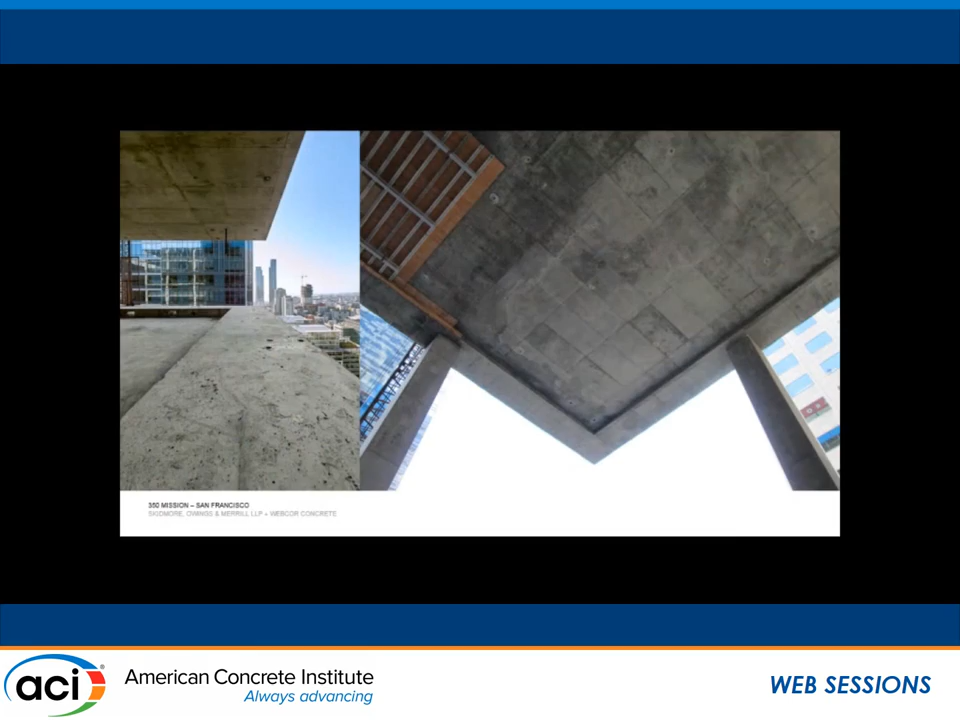 350 MISSION – SAN FRANCISCO
SKIDMORE, OWINGS & MERRILL LLP + WEBCOR CONCRETE
aci®
American Concrete Institute
Always advancing
WEB SESSIONS